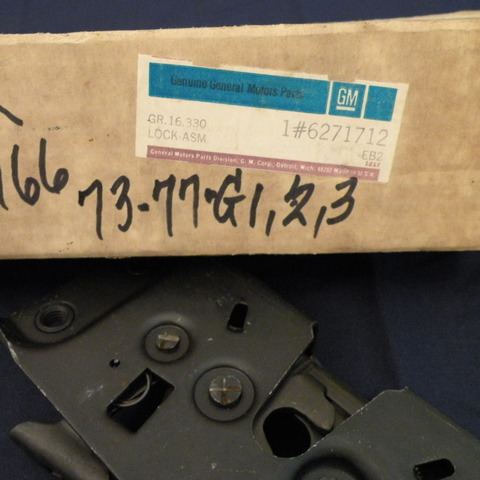 Genuine General Motors Parts
GM
GR.16.330
1#6271712
LOCK-ASM
EB2
General Motors Parts Division, G. M. Corp., Detroit, Mich. 48202 Made in U.S.A.
166
73-77-G1,2,3